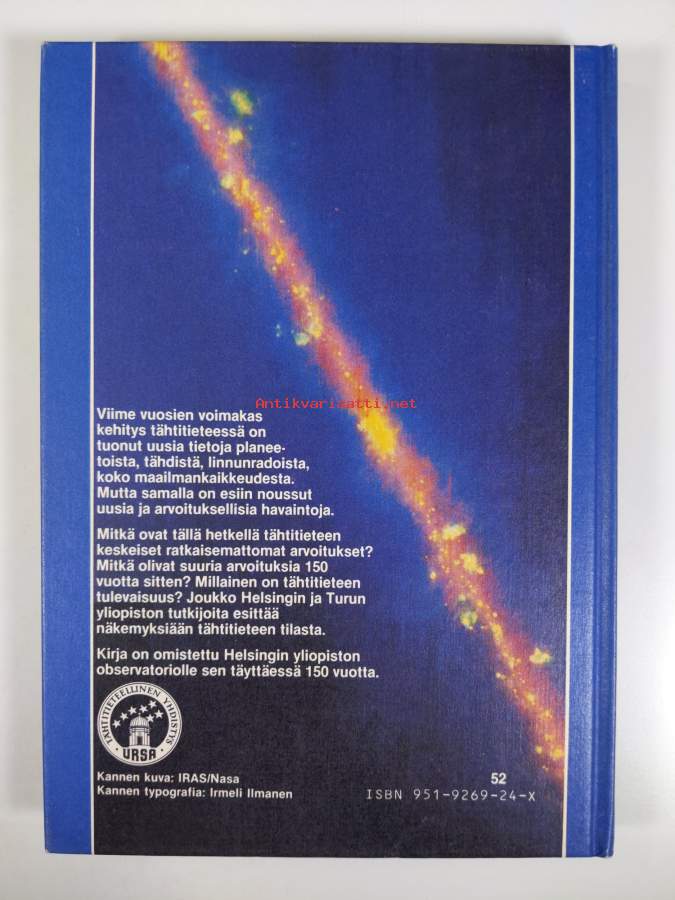 Antikvariaatti.net
Viime vuosien voimakas
kehitys tähtitieteessä on
tuonut uusia tietoja planee-
toista, tähdistä, linnunradoista,
koko maailmankaikkeudesta.
Mutta samalla on esiin noussut
uusia ja arvoituksellisia havaintoja.
Mitkä ovat tällä hetkellä tähtitieteen
keskeiset ratkaisemattomat arvoitukset?
Mitkä olivat suuria arvoituksia 150
vuotta sitten? Millainen on tähtitieteen
tulevaisuus? Joukko Helsingin ja Turun
yliopiston tutkijoita esittää
näkemyksiään tähtitieteen tilasta.
Kirja on omistettu Helsingin yliopiston
observatoriolle sen täyttäessä 150 vuotta.
TÄHTITIETEELLINEN YHDISTYS
URSA
Kannen kuva: IRAS/Nasa
Kannen typografia: Irmeli Ilmanen
52
ISBN 951-9269-24-X